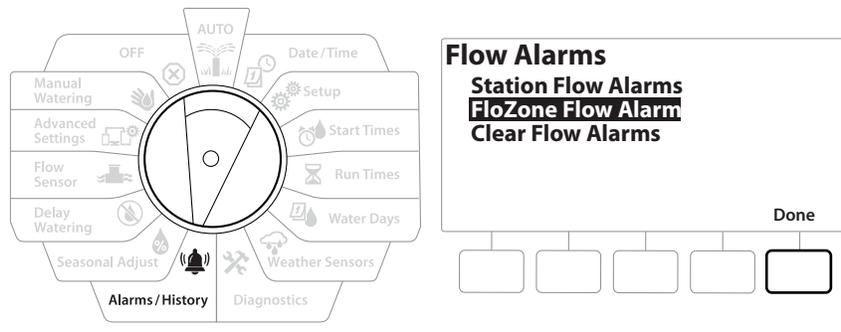 AUTO
OFF
Date/Time
Manual
Watering
Setup
Advanced
Settings
Start Times
Flow
Sensor
Run Times
Delay
Watering
Water Days
Seasonal Adjust
%
Weather Sensors
Alarms/History
Diagnostics
1
1
Flow Alarms
Station Flow Alarms
FloZone Flow Alarm
Clear Flow Alarms
Done